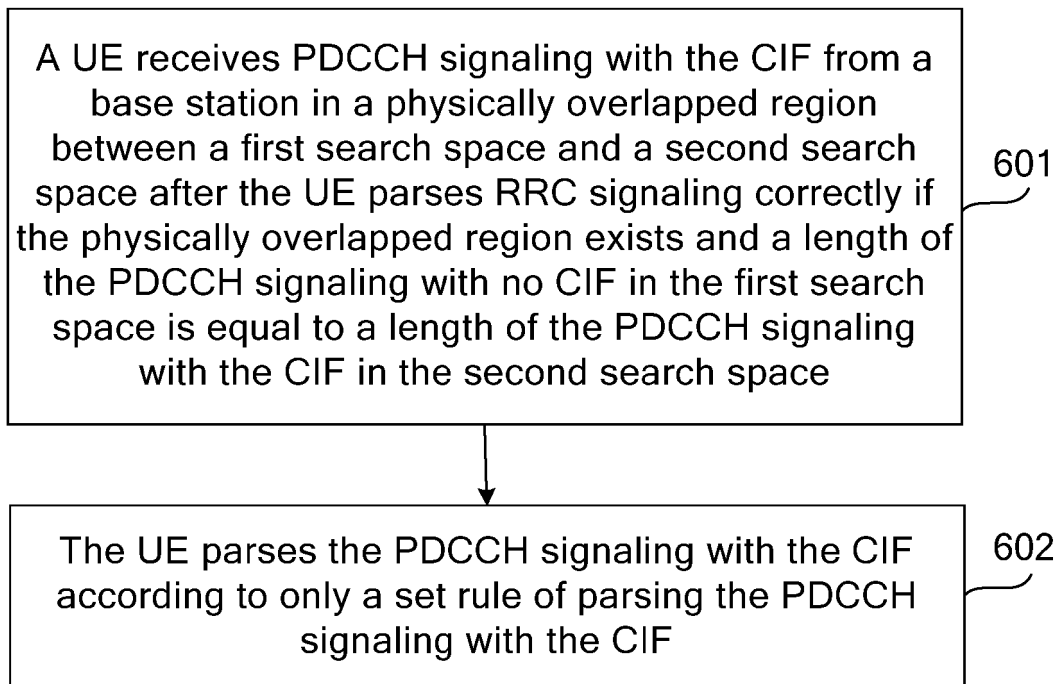 A UE receives PDCCH signaling with the CIF from a
base station in a physically overlapped region
between a first search space and a second search
space after the UE parses RRC signaling correctly if
the physically overlapped region exists and a length of
the PDCCH signaling with no CIF in the first search
space is equal to a length of the PDCCH signaling
with the CIF in the second search space
601
The UE parses the PDCCH signaling with the CIF
according to only a set rule of parsing the PDCCH
signaling with the CIF
602